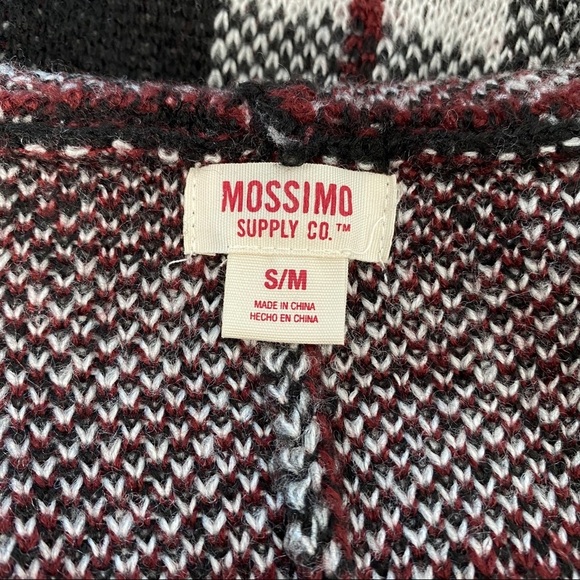 MOSSIMO
SUPPLY CO.™
S/M
MADE IN CHINA
HECHO EN CHINA